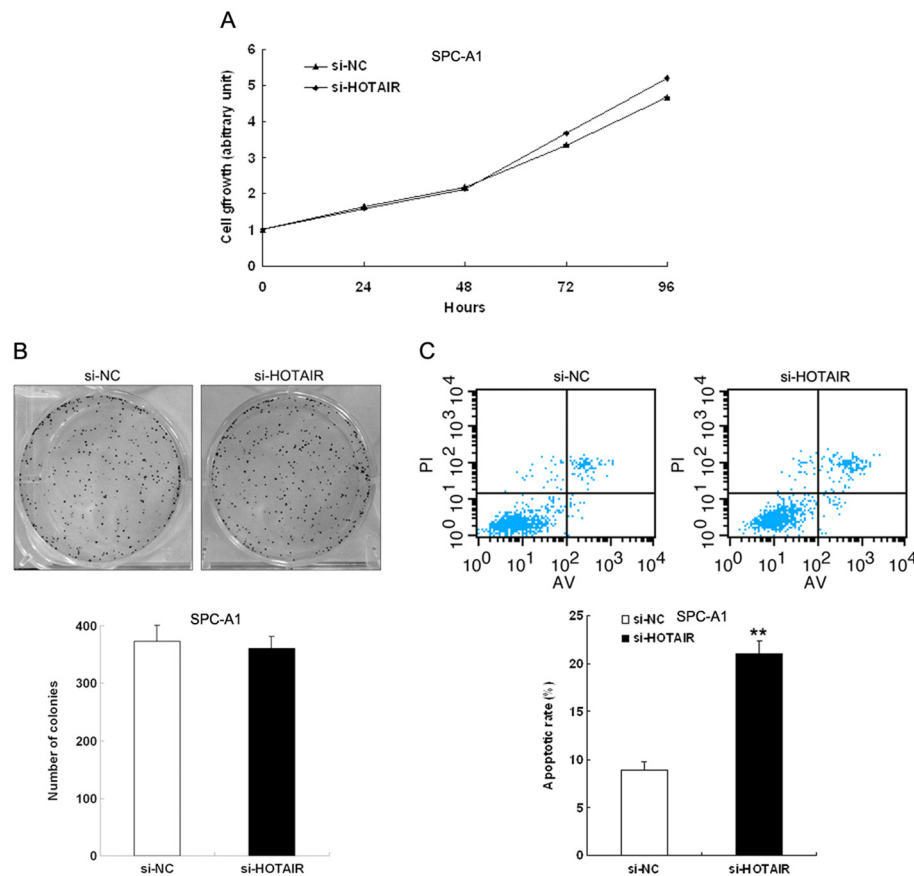 A
SPC-A1
si-NC
si-HOTAIR
Cell gfrowth (abitrary unit)
6
5
4
3
2
1
0
0 24 48 72 96
Hours
B
si-NC si-HOTAIR
SPC-A1
Number of colonies
400
300
200
100
0
si-NC si-HOTAIR
C
si-NC si-HOTAIR
PI
10^4
10^3
10^2
10^1
10^0
10^0 10^1 10^2 10^3 10^4
AV
PI
10^4
10^3
10^2
10^1
10^0
10^0 10^1 10^2 10^3 10^4
AV
SPC-A1
si-NC
si-HOTAIR
**
Apoptotic rate (%)
25
20
15
10
5
0
si-NC si-HOTAIR